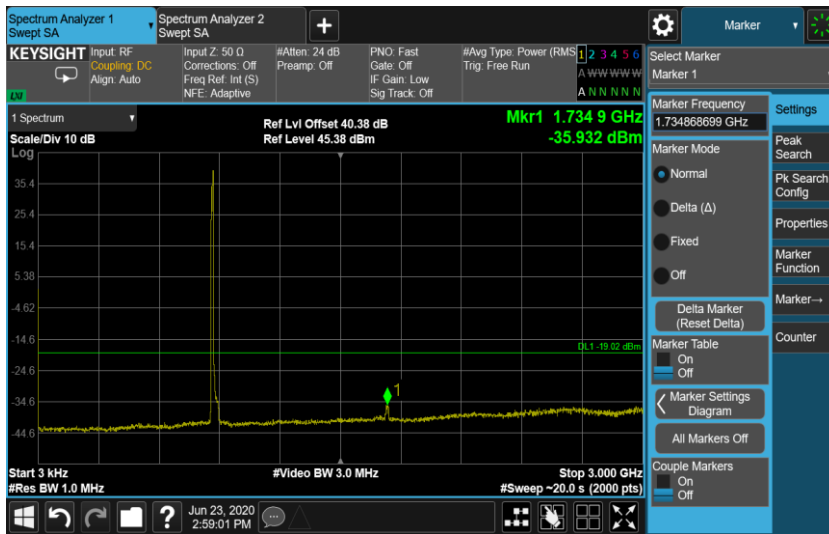 Spectrum Analyzer 1
Swept SA
Spectrum Analyzer 2
Swept SA
+
Marker
KEYSIGHT
Input: RF
Coupling: DC
Align: Auto
LXI
Input Z: 50 Ω
Corrections: Off
Freq Ref: Int (S)
NFE: Adaptive
#Atten: 24 dB
Preamp: Off
PNO: Fast
Gate: Off
IF Gain: Low
Sig Track: Off
#Avg Type: Power (RMS
Trig: Free Run
1 2 3 4 5 6
A W W W W W
A N N N N N
Select Marker
Marker 1
1 Spectrum
Scale/Div 10 dB
Log
Ref Lvl Offset 40.38 dB
Ref Level 45.38 dBm
Mkr1 1.734 9 GHz
-35.932 dBm
35.4
25.4
15.4
5.38
-4.62
-14.6
-24.6
-34.6
-44.6
DL1 -19.02 dBm
1
Start 3 kHz
#Res BW 1.0 MHz
#Video BW 3.0 MHz
Stop 3.000 GHz
#Sweep ~20.0 s (2000 pts)
Marker Frequency
1.734868699 GHz
Marker Mode
Normal
Delta (Δ)
Fixed
Off
Delta Marker
(Reset Delta)
Marker Table
On
Off
Marker Settings
Diagram
All Markers Off
Couple Markers
On
Off
Settings
Peak
Search
Pk Search
Config
Properties
Marker
Function
Marker→
Counter
?
Jun 23, 2020
2:59:01 PM